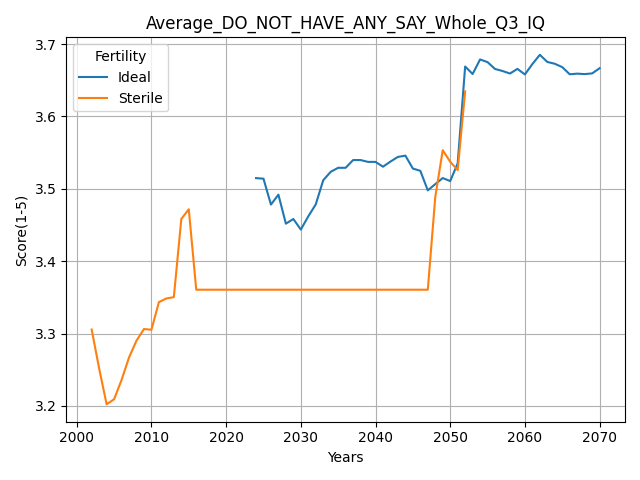 Average_DO_NOT_HAVE_ANY_SAY_Whole_Q3_IQ
Fertility
Ideal
Sterile
3.7
3.6
3.5
3.4
3.3
3.2
Score(1-5)
2000 2010 2020 2030 2040 2050 2060 2070
Years